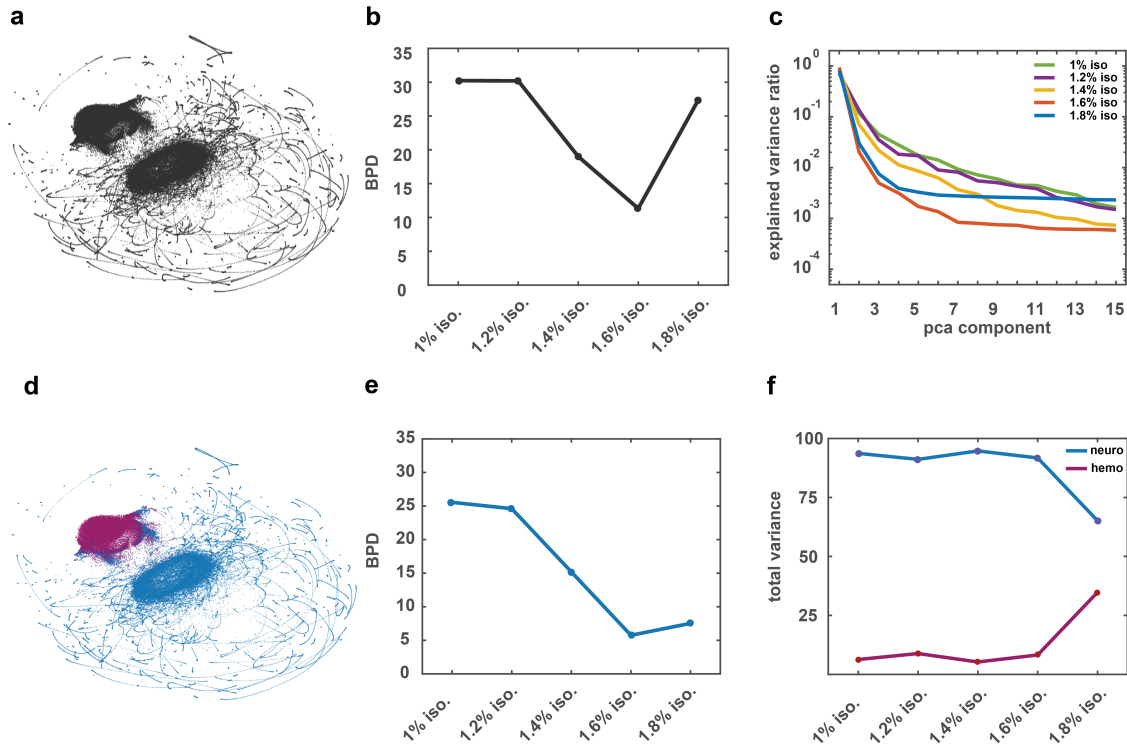 a
b
35
30
25
20
15
10
5
0
BPD
1% iso.
1.2% iso.
1.4% iso.
1.6% iso.
1.8% iso.
c
10^0
10^-1
10^-2
10^-3
10^-4
explained variance ratio
1% iso
1.2% iso
1.4% iso
1.6% iso
1.8% iso
1 3 5 7 9 11 13 15
pca component
d
e
35
30
25
20
15
10
5
0
BPD
1% iso.
1.2% iso.
1.4% iso.
1.6% iso.
1.8% iso.
f
100
75
50
25
total variance
neuro
hemo
1% iso.
1.2% iso.
1.4% iso.
1.6% iso.
1.8% iso.